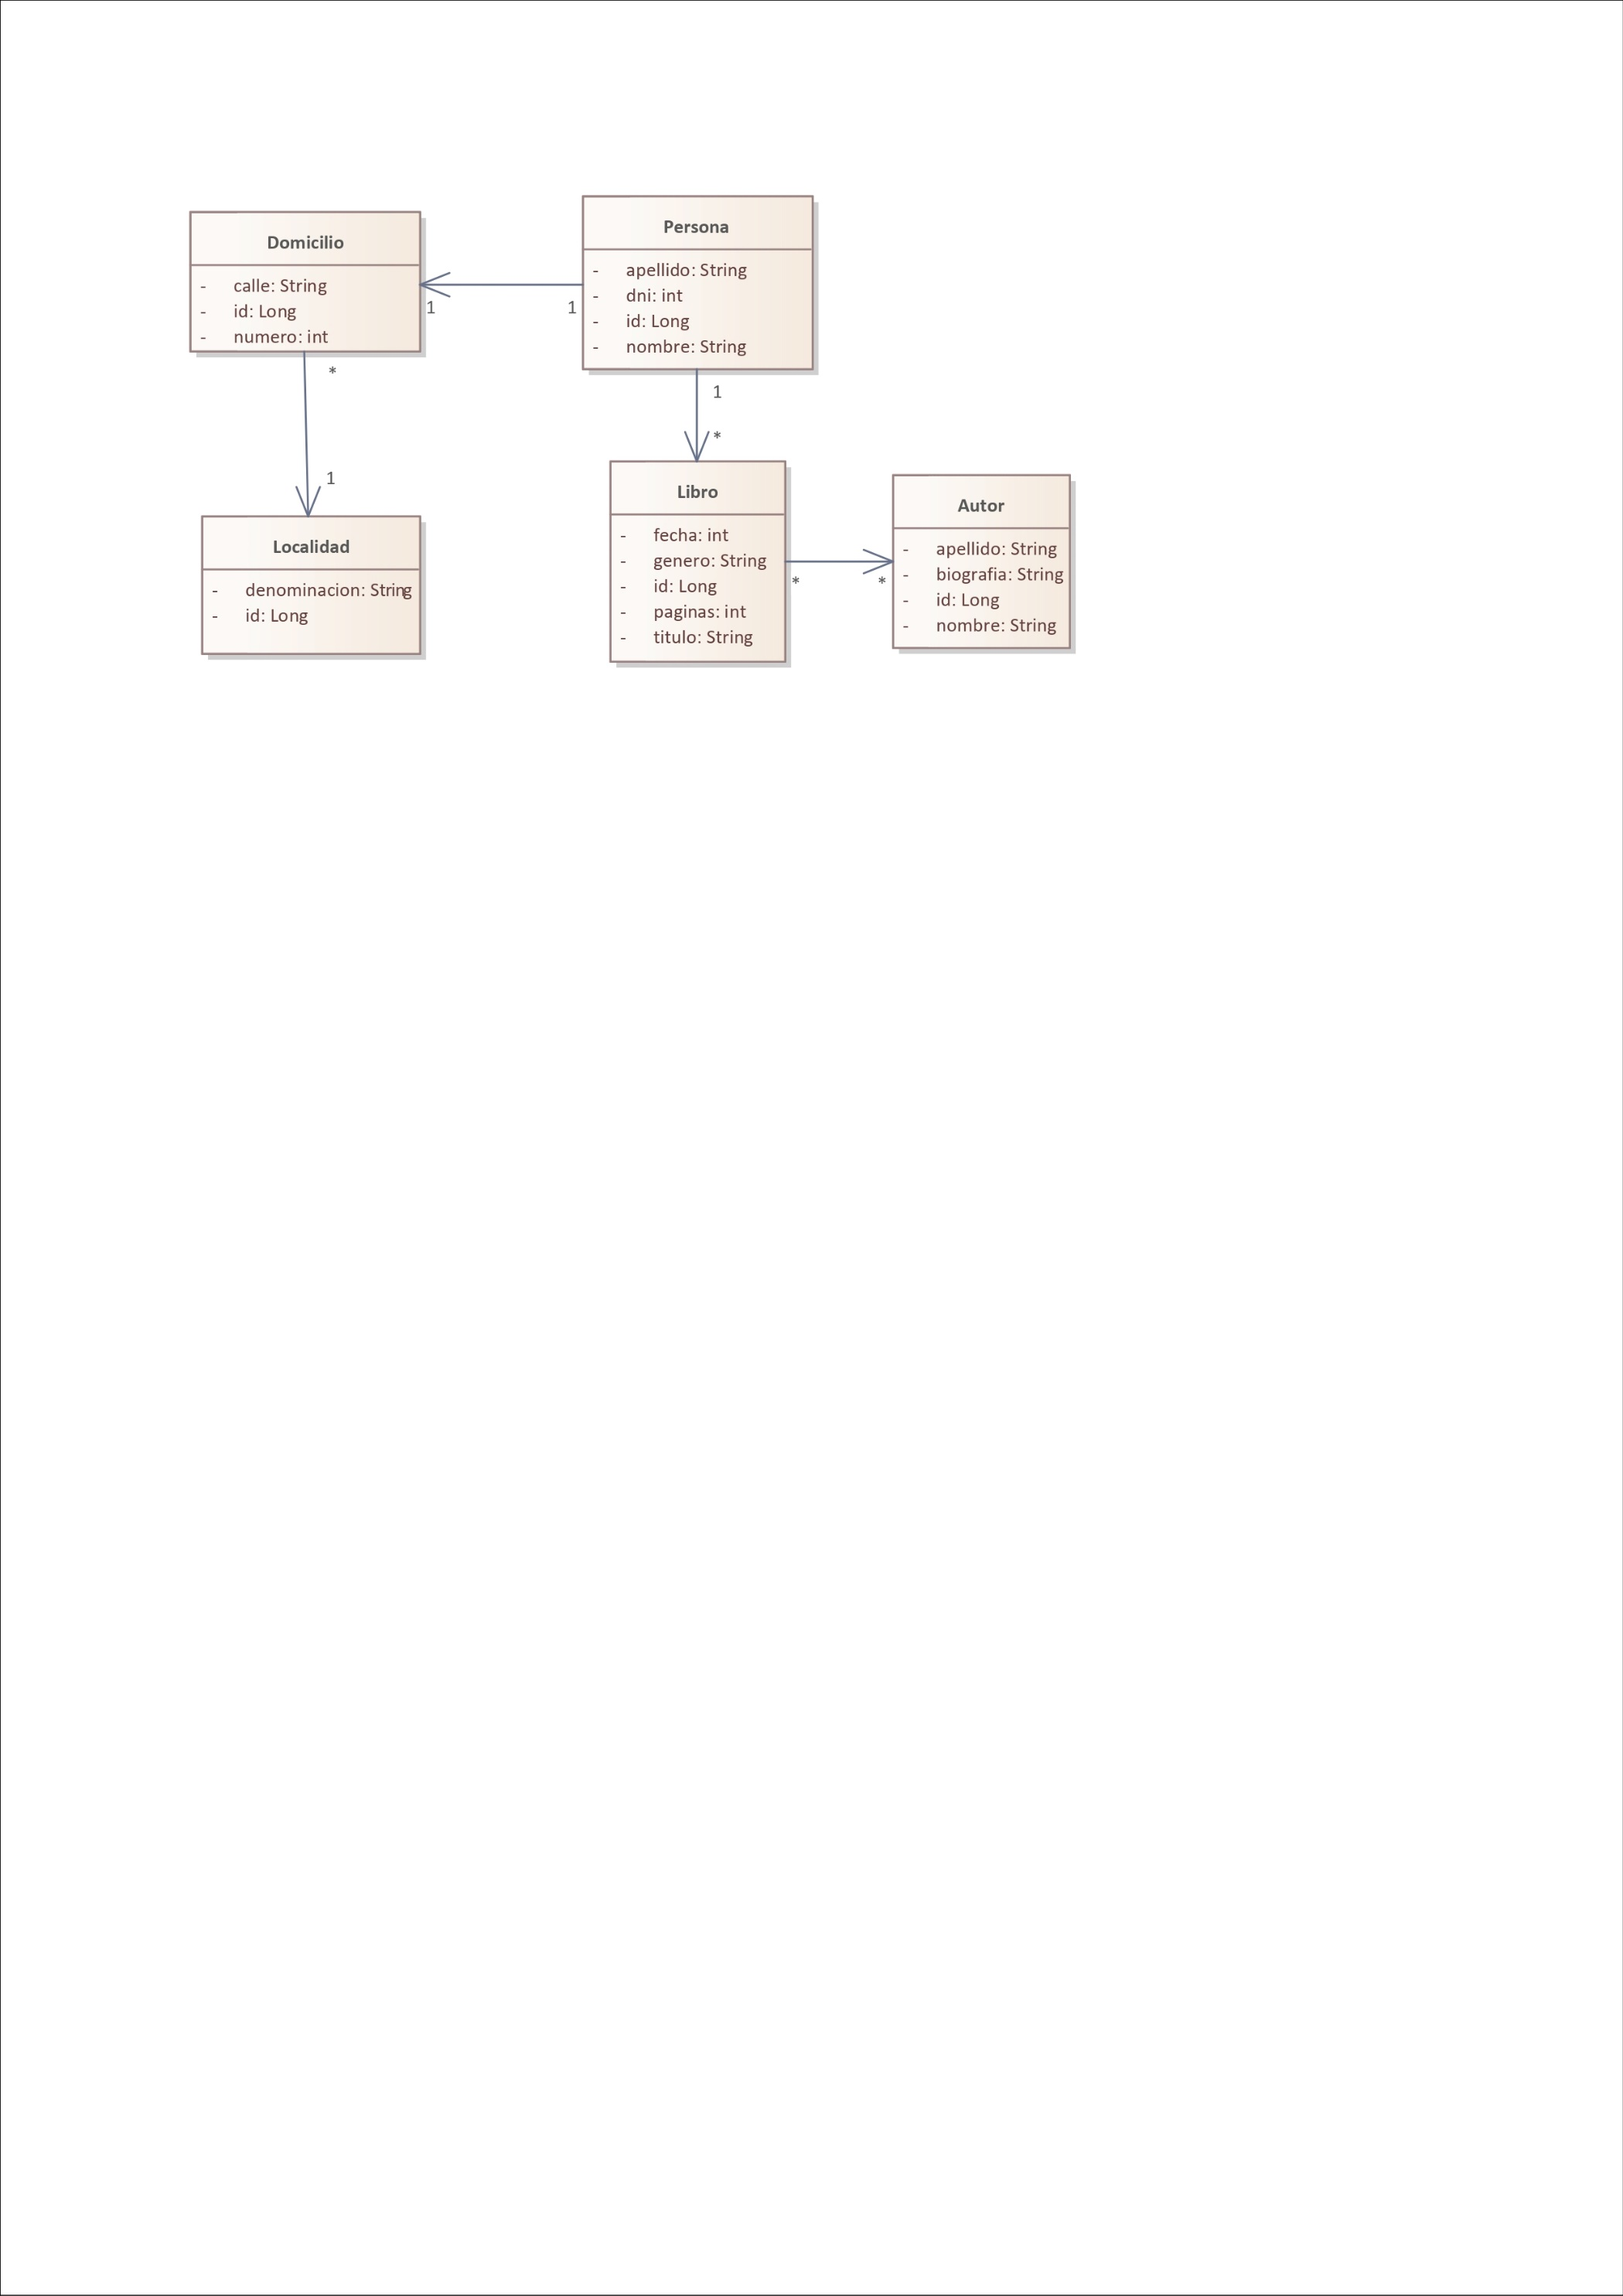 Domicilio
- calle: String
- id: Long
- numero: int
1
1
Persona
- apellido: String
- dni: int
- id: Long
- nombre: String
*
1
1
*
Localidad
- denominacion: String
- id: Long
Libro
- fecha: int
- genero: String
- id: Long
- paginas: int
- titulo: String
*
*
Autor
- apellido: String
- biografia: String
- id: Long
- nombre: String